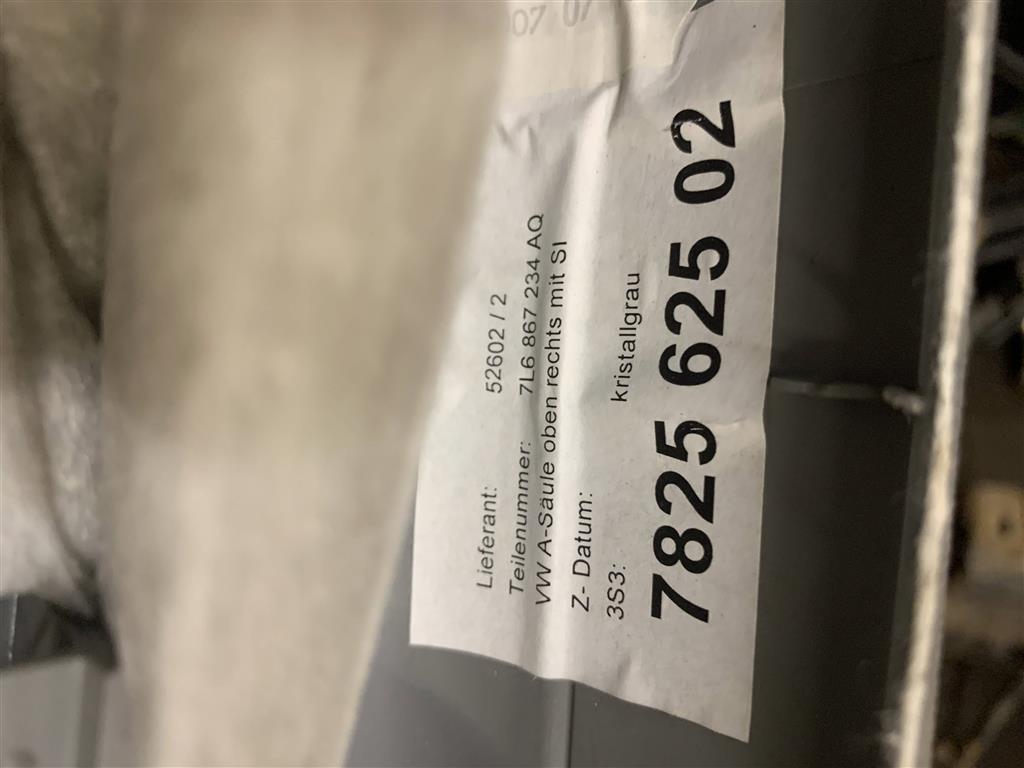 Lieferant: 52602 / 2
Teilenummer: 7L6 867 234 AQ
VW A-Säule oben rechts mit SI
Z- Datum:
3S3: kristallgrau
7825 625 02